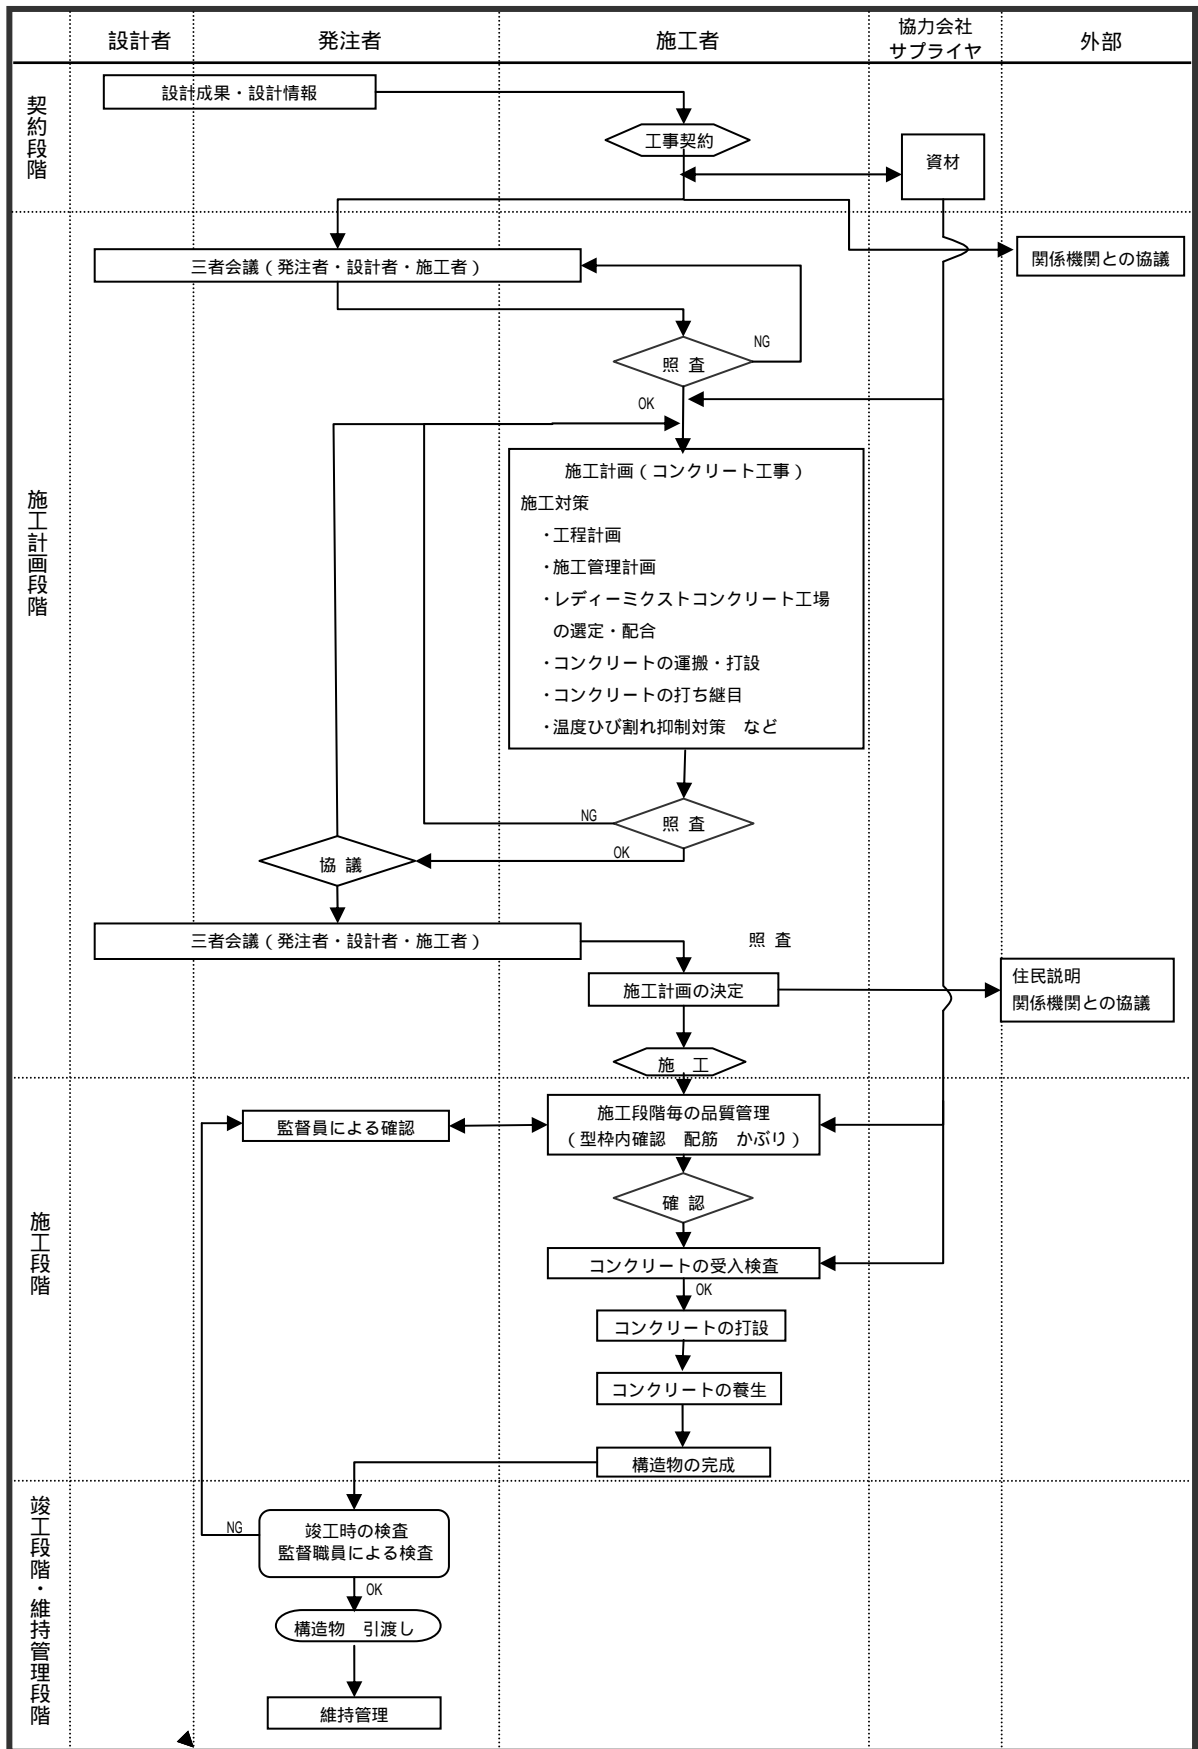 設計者
発注者
施工者
協力会社
サプライヤ
外部
契約段階
設計成果・設計情報
工事契約
資材
施工計画段階
三者会議（発注者・設計者・施工者）
関係機関との協議
照 査
NG
OK
施工計画（コンクリート工事）
施工対策
・工程計画
・施工管理計画
・レディーミクストコンクリート工場
の選定・配合
・コンクリートの運搬・打設
・コンクリートの打ち継目
・温度ひび割れ抑制対策　など
照 査
NG
OK
協 議
三者会議（発注者・設計者・施工者）
照 査
施工計画の決定
住民説明
関係機関との協議
施　工
施工段階
監督員による確認
施工段階毎の品質管理
（型枠内確認　配筋　かぶり）
確 認
コンクリートの受入検査
OK
コンクリートの打設
コンクリートの養生
構造物の完成
竣工段階・維持管理段階
竣工時の検査
監督職員による検査
NG
OK
構造物　引渡し
維持管理